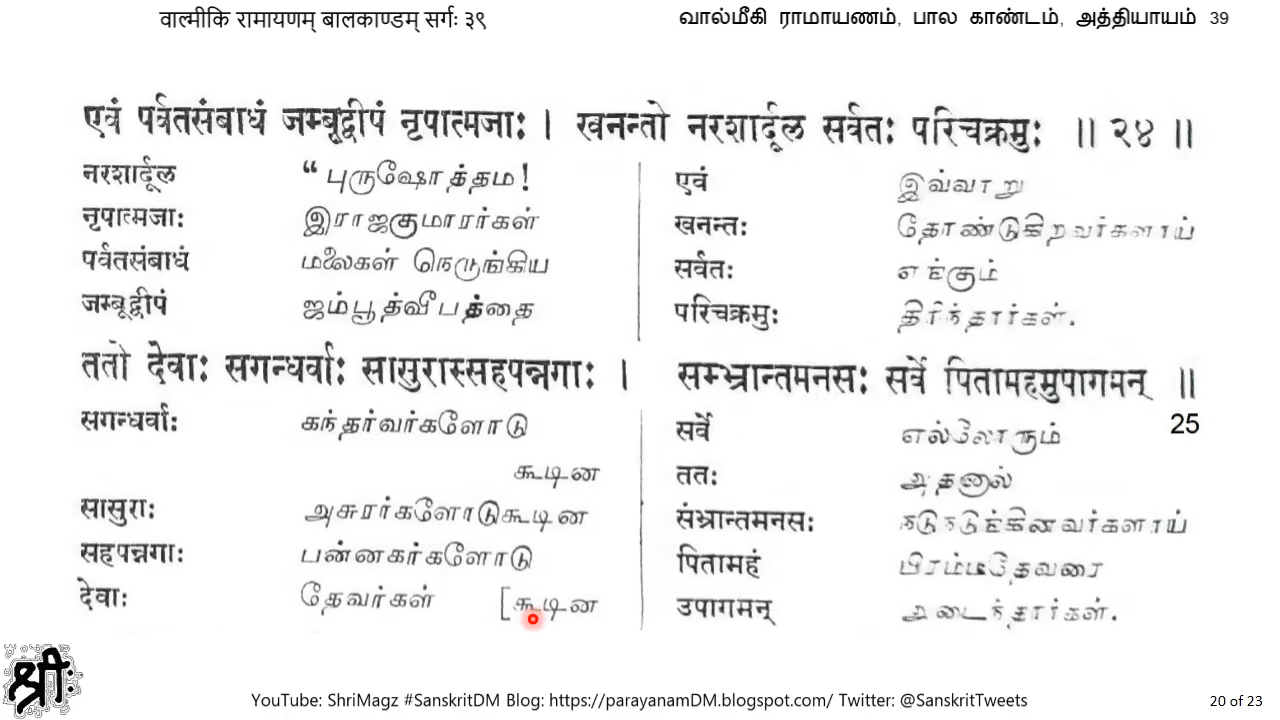 वाल्मीकि रामायणम् बालकाण्डम् सर्गः ३९
வால்மீகி ராமாயணம், பால காண்டம், அத்தியாயம் 39
एवं पर्वतसंबाधं जम्बूद्वीपं नृपात्मजाः । खनन्तो नरशार्दूल सर्वतः परिचक्रमुः ॥ २४ ॥
नरशार्दूल “ புருஷோத்தம!
नृपात्मजाः இராஜகுமாரர்கள்
पर्वतसंबाधं மலைகள் நெருங்கிய
जम्बूद्वीपं ஜம்பூத்வீபத்தை
एवं இவ்வாறு
खनन्तः தோண்டுகிறவர்களாய்
सर्वतः எங்கும்
परिचक्रमुः திரிந்தார்கள்.
ततो देवाः सगन्धर्वाः सासुरास्सहपन्नगाः । सम्भ्रान्तमनसः सर्वे पितामहमुपागमन् ॥
25
सगन्धर्वाः கந்தர்வர்களோடு
கூடின
सासुराः அசுரர்களோடுகூடின
सहपन्नगाः பன்னகர்களோடு
देवाः தேவர்கள் [கூடின
सर्वे எல்லோரும்
ततः அதனால்
संभ्रान्तमनसः நடுநடுங்கினவர்களாய்
पितामहं பிரம்மதேவரை
उपागमन् அடைந்தார்கள்.
श्रीः
YouTube: ShriMagz #SanskritDM Blog: https://parayanamDM.blogspot.com/ Twitter: @SanskritTweets
20 of 23